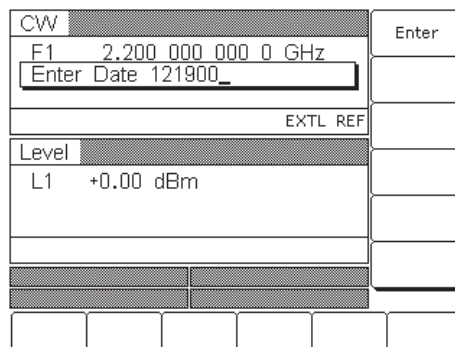 CW
Enter
F1 2.200 000 000 0 GHz
Enter Date 121900_
EXTL REF
Level
L1 +0.00 dBm